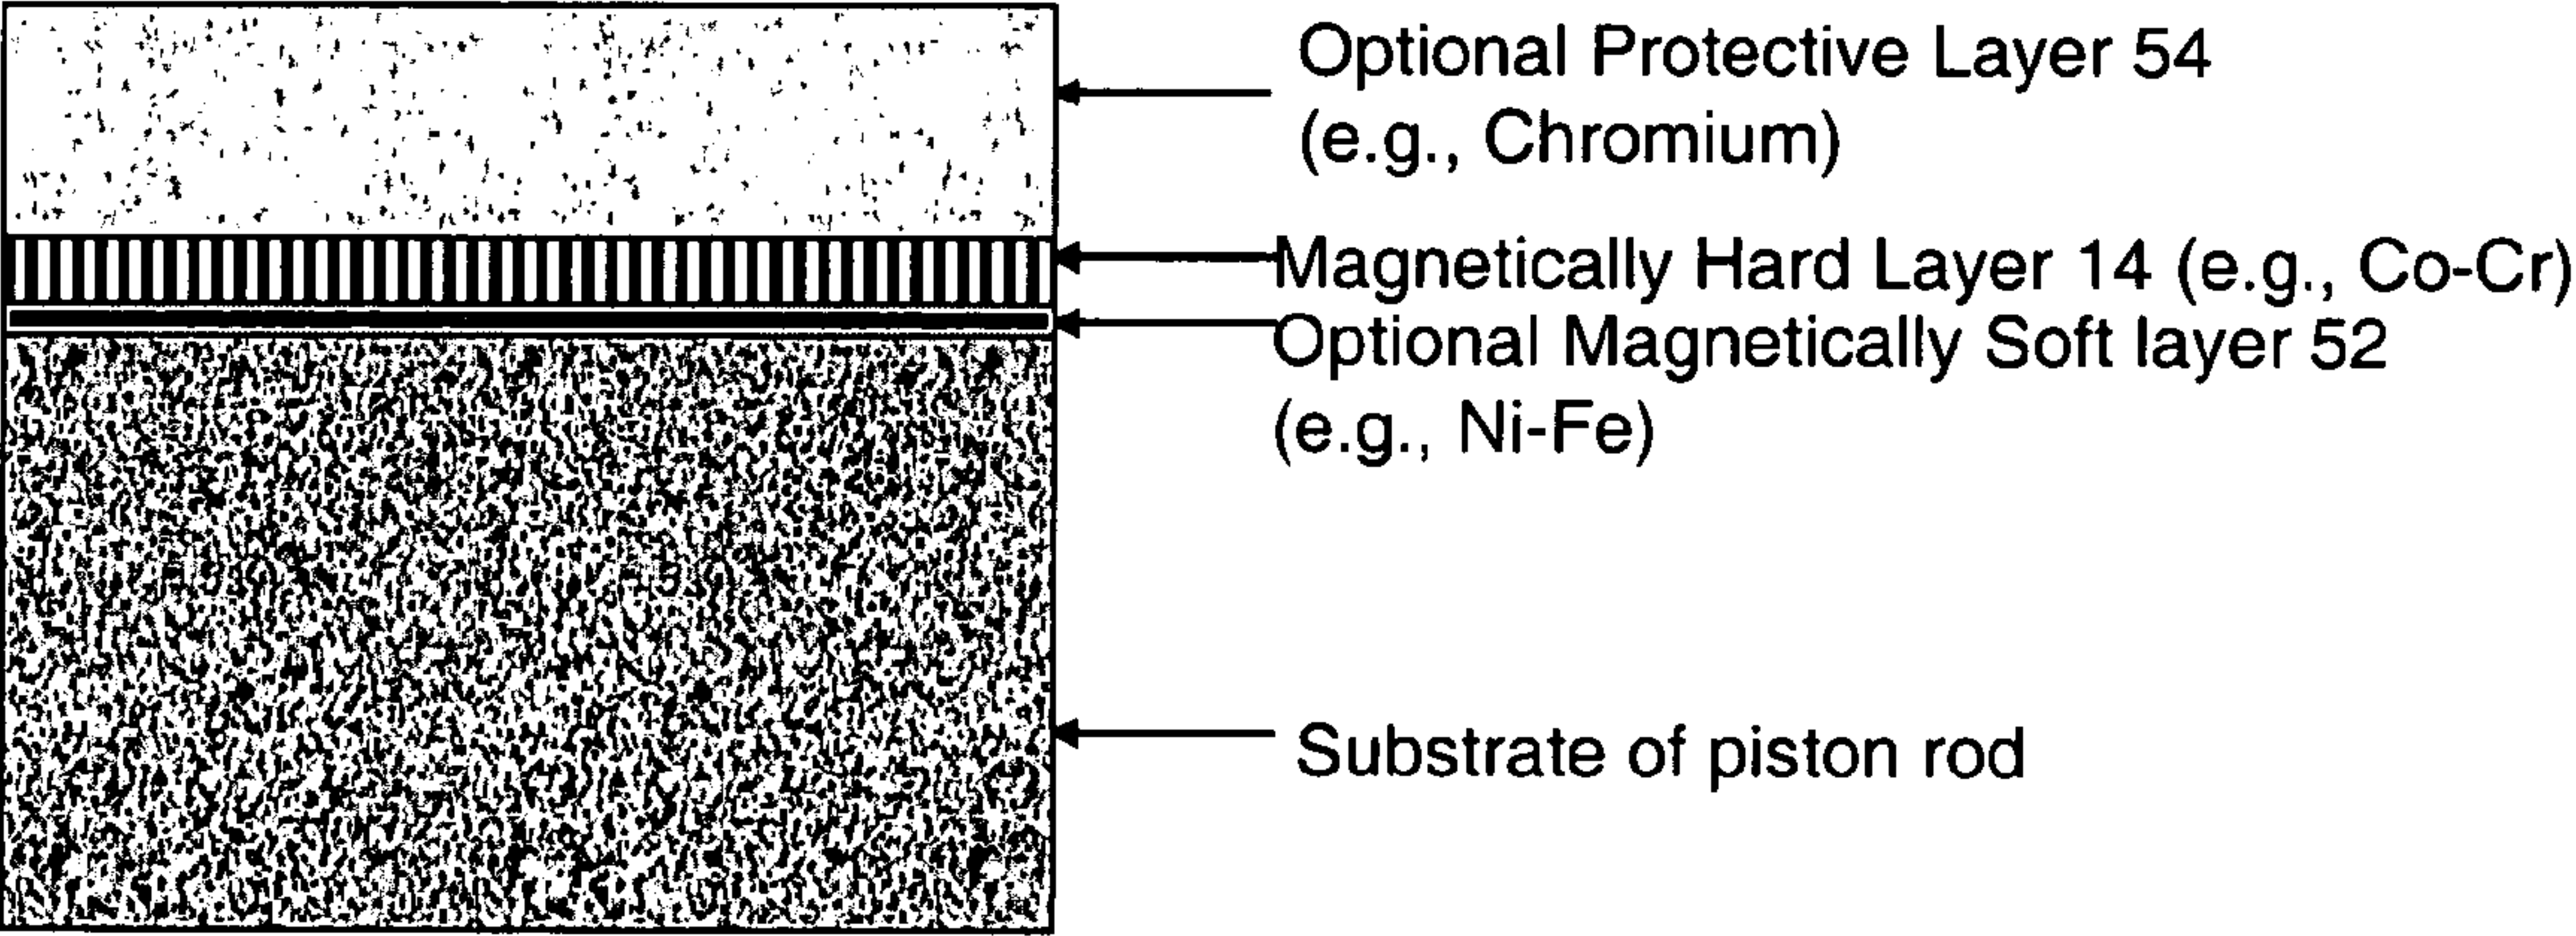 Optional Protective Layer 54
(e.g., Chromium)
Magnetically Hard Layer 14 (e.g., Co-Cr)
Optional Magnetically Soft layer 52
(e.g., Ni-Fe)
Substrate of piston rod